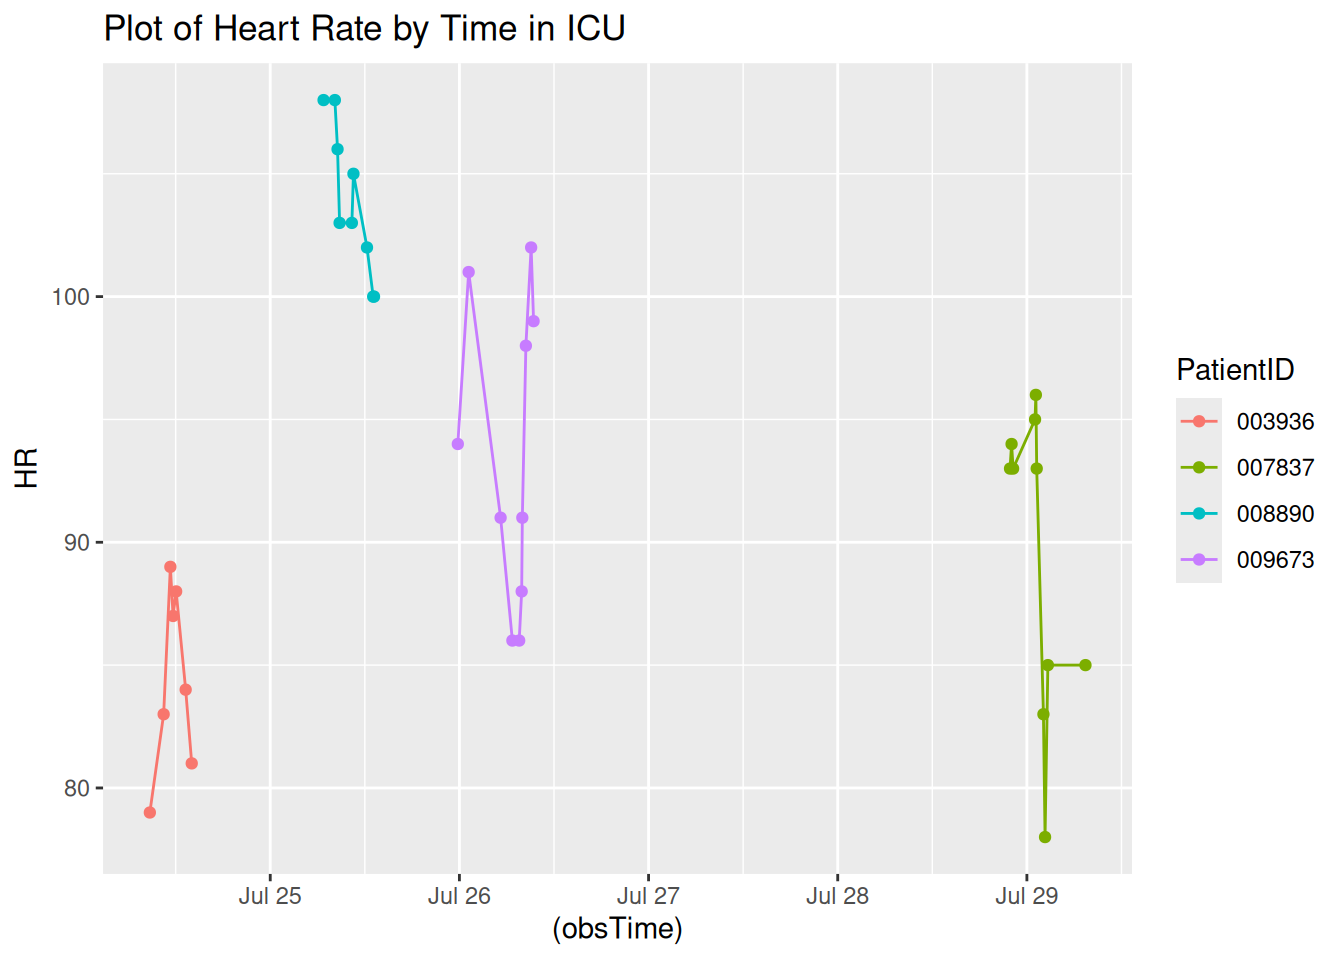 Plot of Heart Rate by Time in ICU
HR
100
90
80
Jul 25 Jul 26 Jul 27 Jul 28 Jul 29
(obsTime)
PatientID
003936
007837
008890
009673